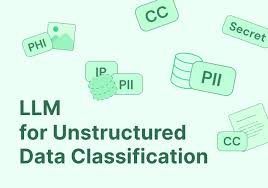 CC
Secret
PHI
IP
PII
PII
CC
LLM
for Unstructured
Data Classification